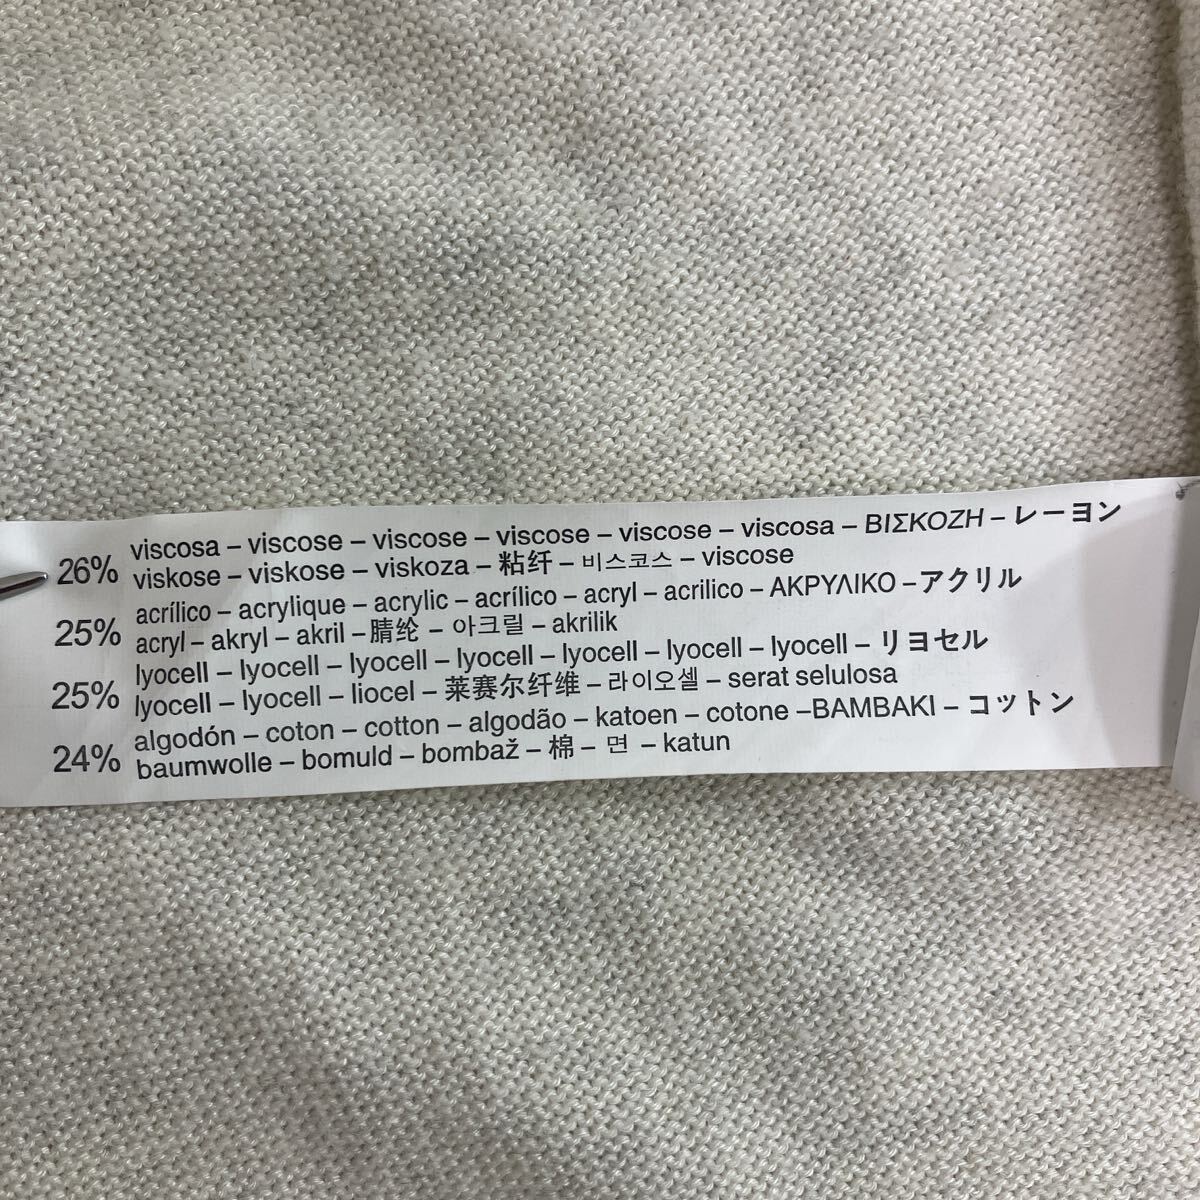 26% viscosa – viscose – viscose – viscose – viscose – viscosa – ΒΙΣΚΟΖΗ – レーヨン
viskose – viskose – viskoza – 粘纤 – 비스코스 – viscose
25% acrílico – acrylique – acrylic – acrílico – acryl – acrilico – ΑΚΡΥΛΙΚΟ –アクリル
acryl – akryl – akril –腈纶 – 아크릴 – akrilik
25% lyocell – lyocell – lyocell – lyocell – lyocell – lyocell – lyocell – リヨセル
lyocell – lyocell – liocel – 莱赛尔纤维 – 라이오셀 – serat selulosa
24% algodón – coton – cotton – algodão – katoen – cotone –ΒΑΜΒΑΚΙ – コットン
baumwolle – bomuld – bombaž – 棉 – 면 – katun